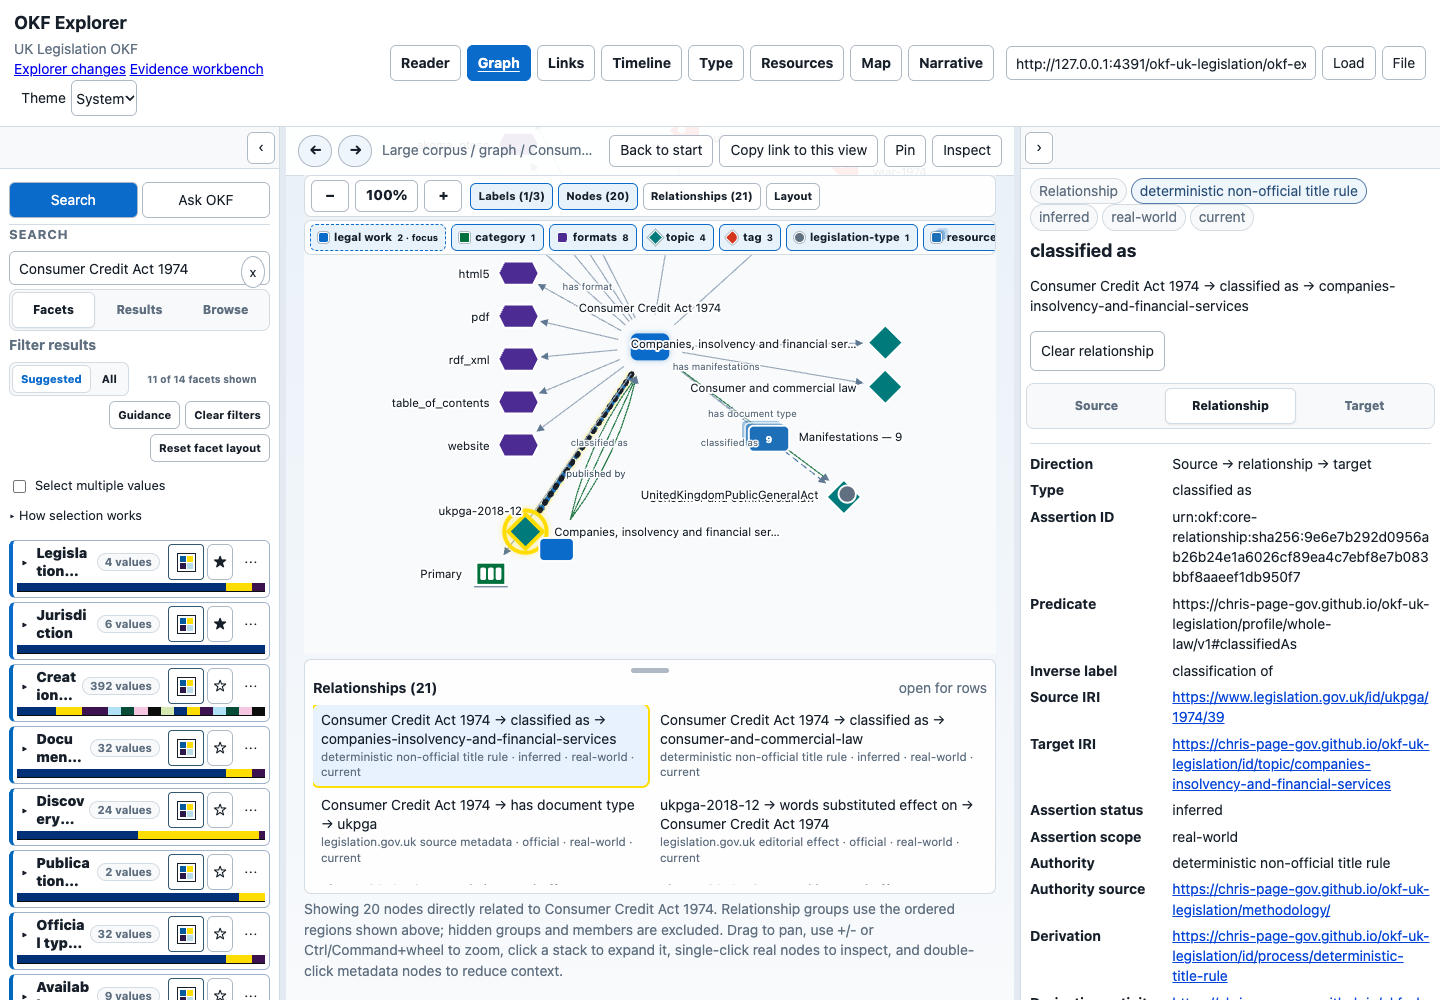 OKF Explorer
UK Legislation OKF
Explorer changes Evidence workbench
Theme System
Reader Graph Links Timeline Type Resources Map Narrative http://127.0.0.1:4391/okf-uk-legislation/okf-ex Load File
‹
Search Ask OKF
SEARCH
Consumer Credit Act 1974 x
Facets Results Browse
Filter results
Suggested All 11 of 14 facets shown
Guidance Clear filters
Reset facet layout
Select multiple values
How selection works
Legisla
tion... 4 values
Jurisdi
ction 6 values
Creat
ion... 392 values
Docu
men... 32 values
Discov
ery... 24 values
Publica
tion... 2 values
Officia
l typ... 32 values
Availab
9 values
Large corpus / graph / Consum... Back to start Copy link to this view Pin Inspect
− 100% + Labels (1/3) Nodes (20) Relationships (21) Layout
legal work 2 · focus category 1 formats 8 topic 4 tag 3 legislation-type 1 resource
html5
has format
Consumer Credit Act 1974
pdf
Companies, insolvency and financial ser...
rdf_xml
has manifestations
Consumer and commercial law
table_of_contents
has document type
website
classified as
classified as
9
Manifestations — 9
published by
UnitedKingdomPublicGeneralAct
ukpga-2018-12
Companies, insolvency and financial ser...
Primary
Relationships (21) open for rows
Consumer Credit Act 1974 → classified as →
companies-insolvency-and-financial-services
deterministic non-official title rule · inferred · real-world ·
current
Consumer Credit Act 1974 → classified as →
consumer-and-commercial-law
deterministic non-official title rule · inferred · real-world ·
current
Consumer Credit Act 1974 → has document type
→ ukpga
legislation.gov.uk source metadata · official · real-world ·
current
ukpga-2018-12 → words substituted effect on →
Consumer Credit Act 1974
legislation.gov.uk editorial effect · official · real-world ·
current
Showing 20 nodes directly related to Consumer Credit Act 1974. Relationship groups use the ordered
regions shown above; hidden groups and members are excluded. Drag to pan, use +/- or
Ctrl/Command+wheel to zoom, click a stack to expand it, single-click real nodes to inspect, and double-
click metadata nodes to reduce context.
›
Relationship deterministic non-official title rule
inferred real-world current
classified as
Consumer Credit Act 1974 → classified as → companies-
insolvency-and-financial-services
Clear relationship
Source Relationship Target
Direction Source → relationship → target
Type classified as
Assertion ID urn:okf:core-
relationship:sha256:9e6e7b292d0956a
b26b24e1a6026cf89ea4c7ebf8e7b083
bbf8aaeef1db950f7
Predicate https://chris-page-gov.github.io/okf-uk-
legislation/profile/whole-
law/v1#classifiedAs
Inverse label classification of
Source IRI https://www.legislation.gov.uk/id/ukpga/
1974/39
Target IRI https://chris-page-gov.github.io/okf-uk-
legislation/id/topic/companies-
insolvency-and-financial-services
Assertion status inferred
Assertion scope real-world
Authority deterministic non-official title rule
Authority source https://chris-page-gov.github.io/okf-uk-
legislation/methodology/
Derivation https://chris-page-gov.github.io/okf-uk-
legislation/id/process/deterministic-
title-rule